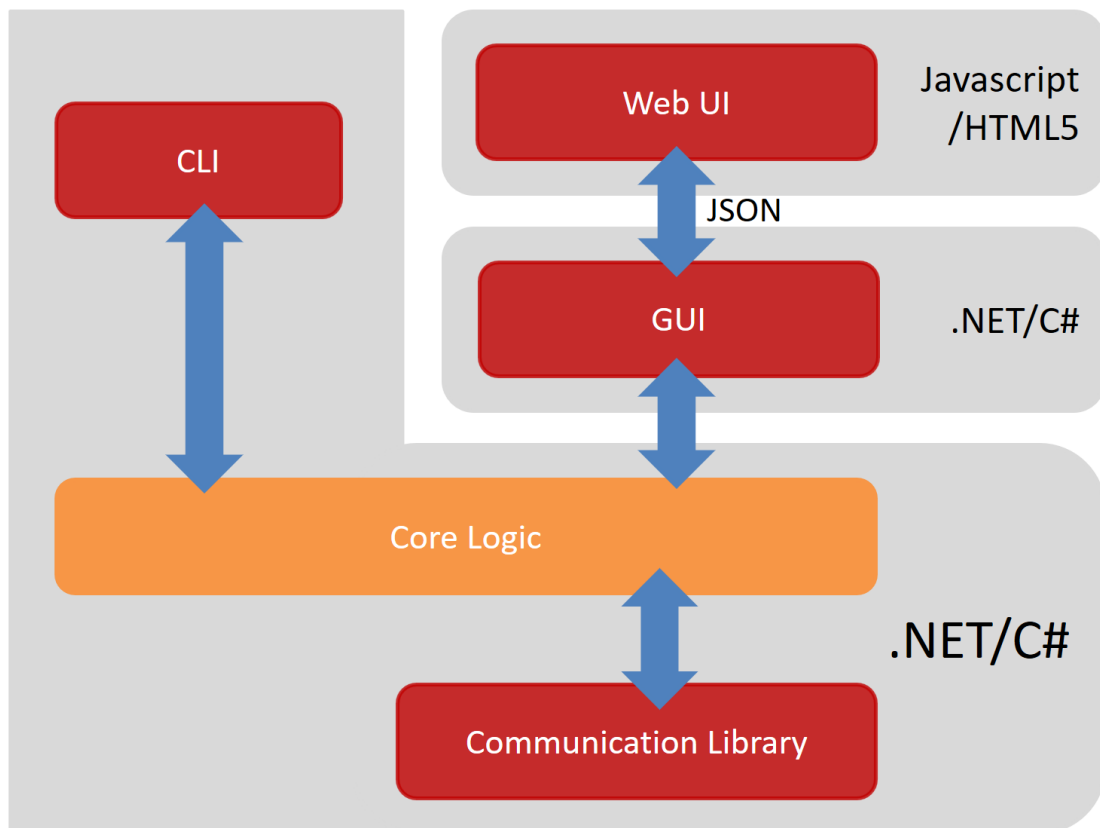 Web UI
Javascript
/HTML5
CLI
JSON
GUI
.NET/C#
Core Logic
.NET/C#
Communication Library